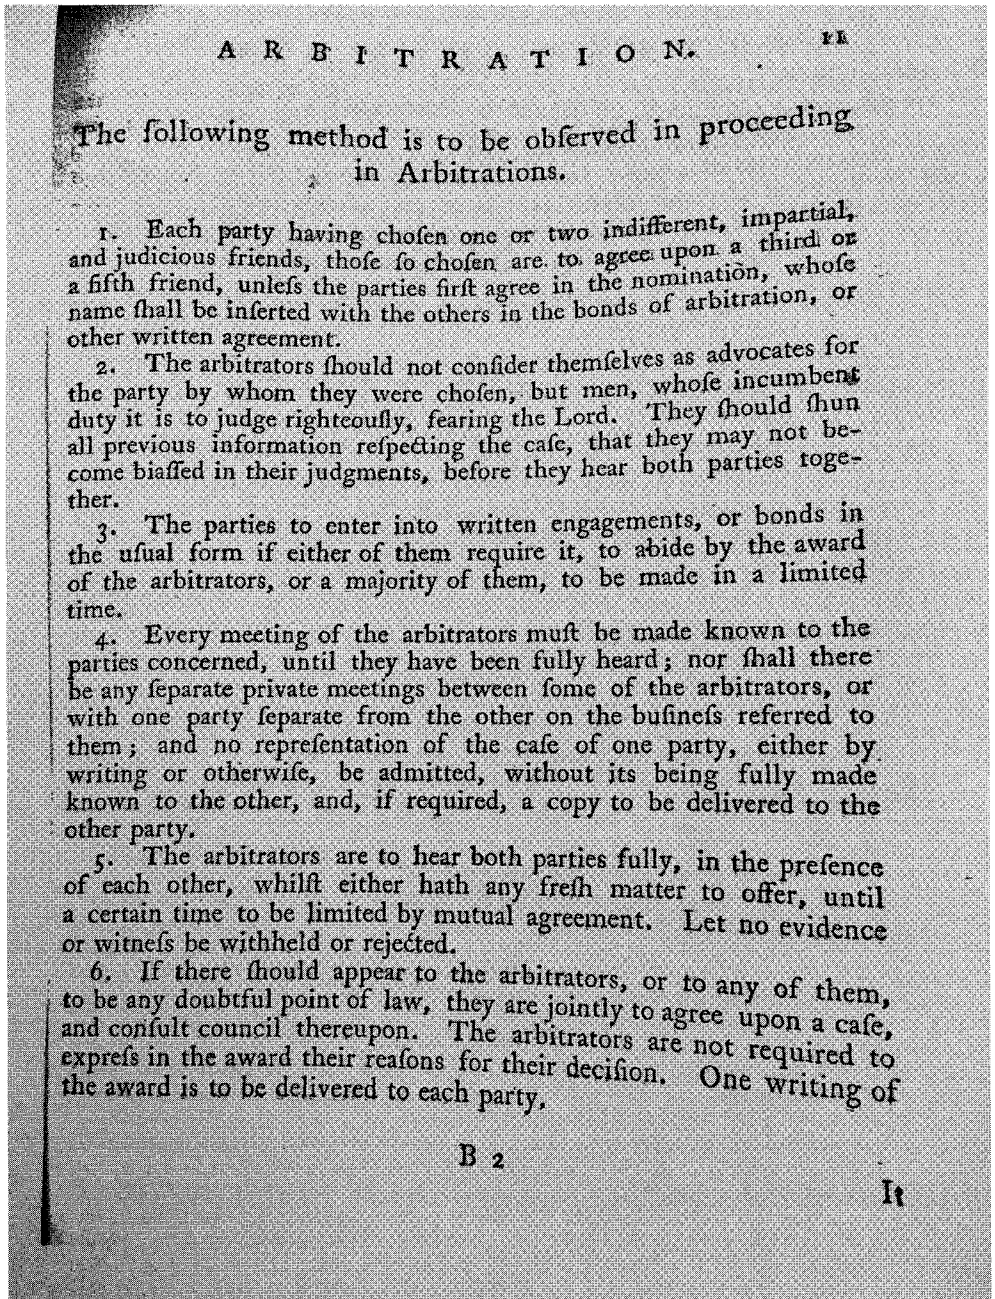 ARBITRATION. 11
The following method is to be obſerved in proceeding
in Arbitrations.
1. Each party having choſen one or two indifferent, impartial,
and judicious friends, thoſe ſo choſen are to agree upon a third or
a fifth friend, unleſs the parties firſt agree in the nomination, whoſe
name ſhall be inſerted with the others in the bonds of arbitration, or
other written agreement.
2. The arbitrators ſhould not conſider themſelves as advocates for
the party by whom they were choſen, but men, whoſe incumbent
duty it is to judge righteouſly, fearing the Lord. They ſhould ſhun
all previous information reſpecting the caſe, that they may not be-
come biaſſed in their judgments, before they hear both parties toge-
ther.
3. The parties to enter into written engagements, or bonds in
the uſual form if either of them require it, to abide by the award
of the arbitrators, or a majority of them, to be made in a limited
time.
4. Every meeting of the arbitrators muſt be made known to the
parties concerned, until they have been fully heard; nor ſhall there
be any ſeparate private meetings between ſome of the arbitrators, or
with one party ſeparate from the other on the buſineſs referred to
them; and no repreſentation of the caſe of one party, either by
writing or otherwiſe, be admitted, without its being fully made
known to the other, and, if required, a copy to be delivered to the
other party.
5. The arbitrators are to hear both parties fully, in the preſence
of each other, whilſt either hath any freſh matter to offer, until
a certain time to be limited by mutual agreement. Let no evidence
or witneſs be withheld or rejected.
6. If there ſhould appear to the arbitrators, or to any of them,
to be any doubtful point of law, they are jointly to agree upon a caſe,
and conſult council thereupon. The arbitrators are not required to
expreſs in the award their reaſons for their deciſion. One writing of
the award is to be delivered to each party.
B 2
It